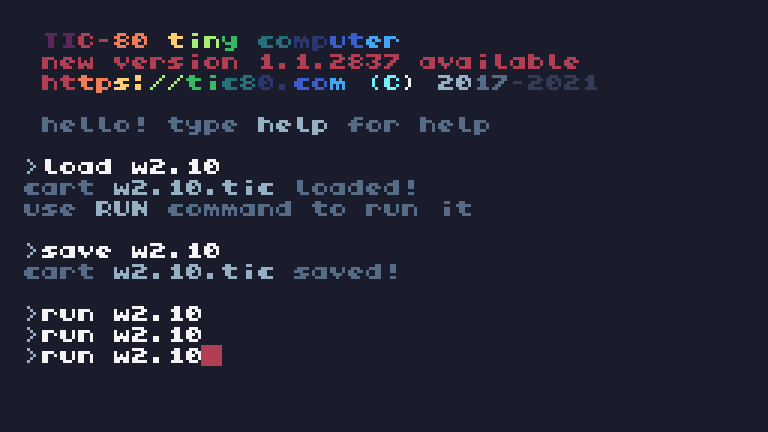 TIC-80 tiny computer
new version 1.1.2837 available
https://tic80.com (C) 2017-2021
hello! type help for help
>load w2.10
cart w2.10.tic loaded!
use RUN command to run it
>save w2.10
cart w2.10.tic saved!
>run w2.10
>run w2.10
>run w2.10